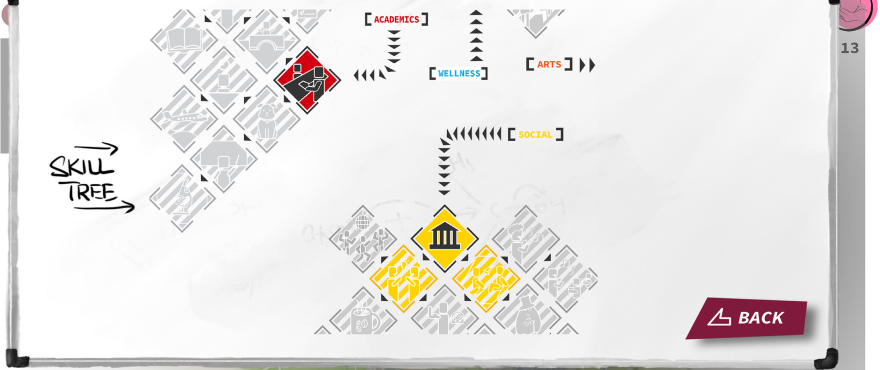 [ACADEMICS]
13
[ARTS]
[WELLNESS]
[SOCIAL]
SKILL
TREE
BACK